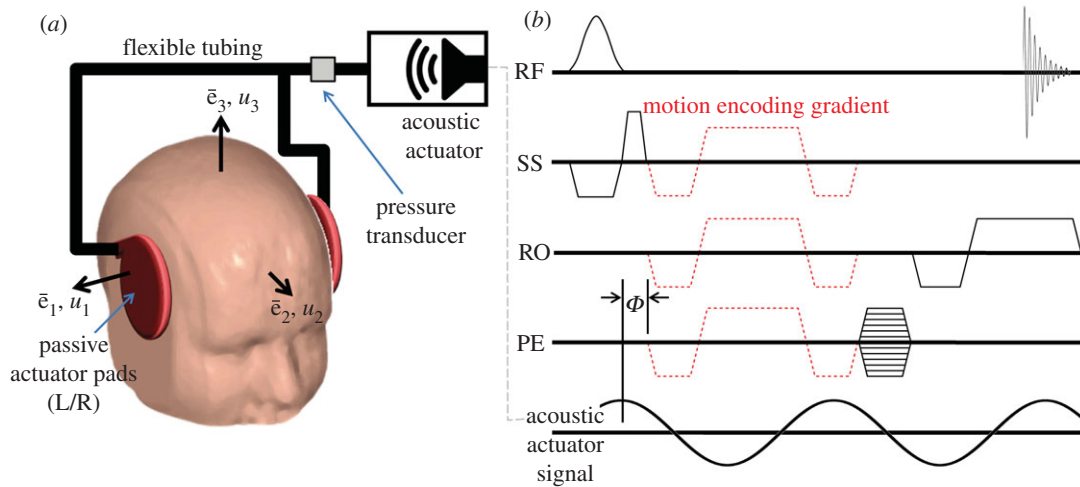 (a)
flexible tubing
acoustic
actuator
pressure
transducer
ē3, u3
ē1, u1
ē2, u2
passive
actuator pads
(L/R)
(b)
RF
motion encoding gradient
SS
RO
Φ
PE
acoustic
actuator
signal